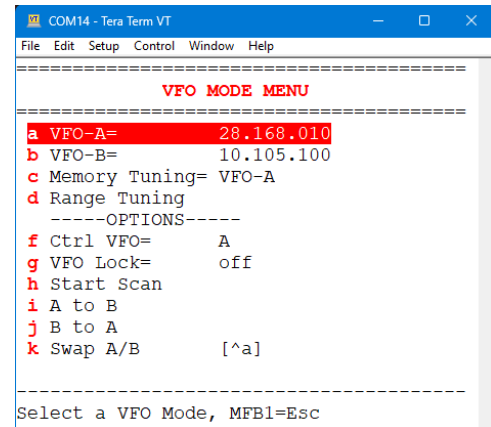 COM14 - Tera Term VT
File Edit Setup Control Window Help
========================================
VFO MODE MENU
========================================
a VFO-A= 28.168.010
b VFO-B= 10.105.100
c Memory Tuning= VFO-A
d Range Tuning
-----OPTIONS-----
f Ctrl VFO= A
g VFO Lock= off
h Start Scan
i A to B
j B to A
k Swap A/B [^a]
----------------------------------------
Select a VFO Mode, MFB1=Esc